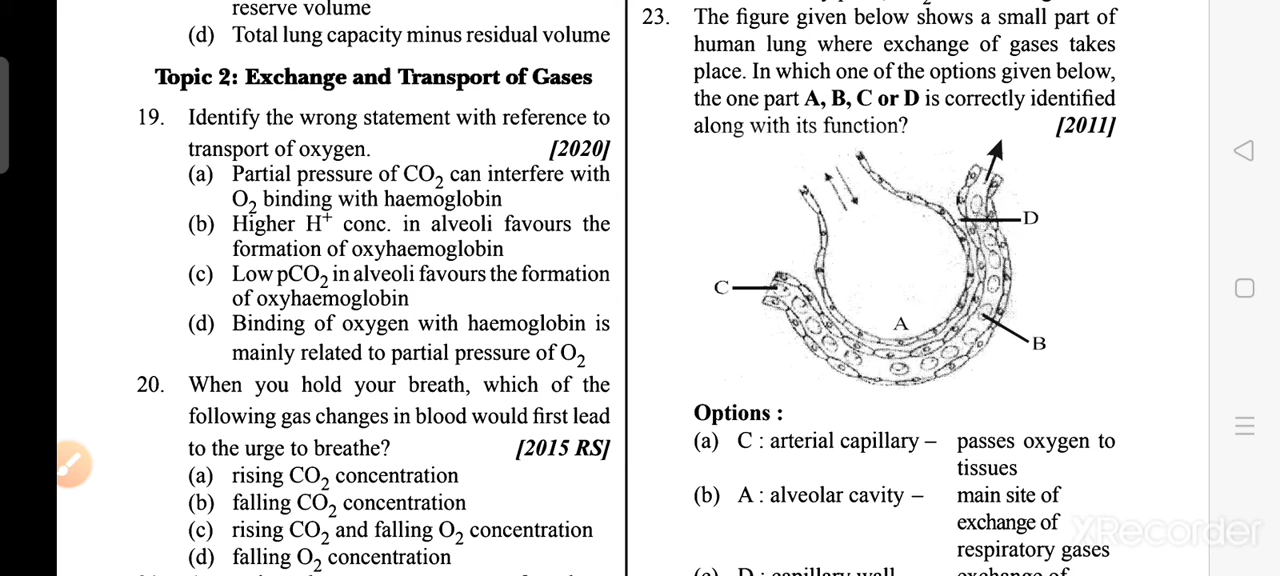 reserve volume
(d) Total lung capacity minus residual volume
Topic 2: Exchange and Transport of Gases
19. Identify the wrong statement with reference to
transport of oxygen. [2020]
(a) Partial pressure of CO₂ can interfere with
O₂ binding with haemoglobin
(b) Higher H⁺ conc. in alveoli favours the
formation of oxyhaemoglobin
(c) Low pCO₂ in alveoli favours the formation
of oxyhaemoglobin
(d) Binding of oxygen with haemoglobin is
mainly related to partial pressure of O₂
20. When you hold your breath, which of the
following gas changes in blood would first lead
to the urge to breathe? [2015 RS]
(a) rising CO₂ concentration
(b) falling CO₂ concentration
(c) rising CO₂ and falling O₂ concentration
(d) falling O₂ concentration
23. The figure given below shows a small part of
human lung where exchange of gases takes
place. In which one of the options given below,
the one part A, B, C or D is correctly identified
along with its function? [2011]
D
C
A
B
Options :
(a) C : arterial capillary – passes oxygen to
tissues
(b) A : alveolar cavity – main site of
exchange of
respiratory gases
(c) D : capillary wall exchange of
XRecorder